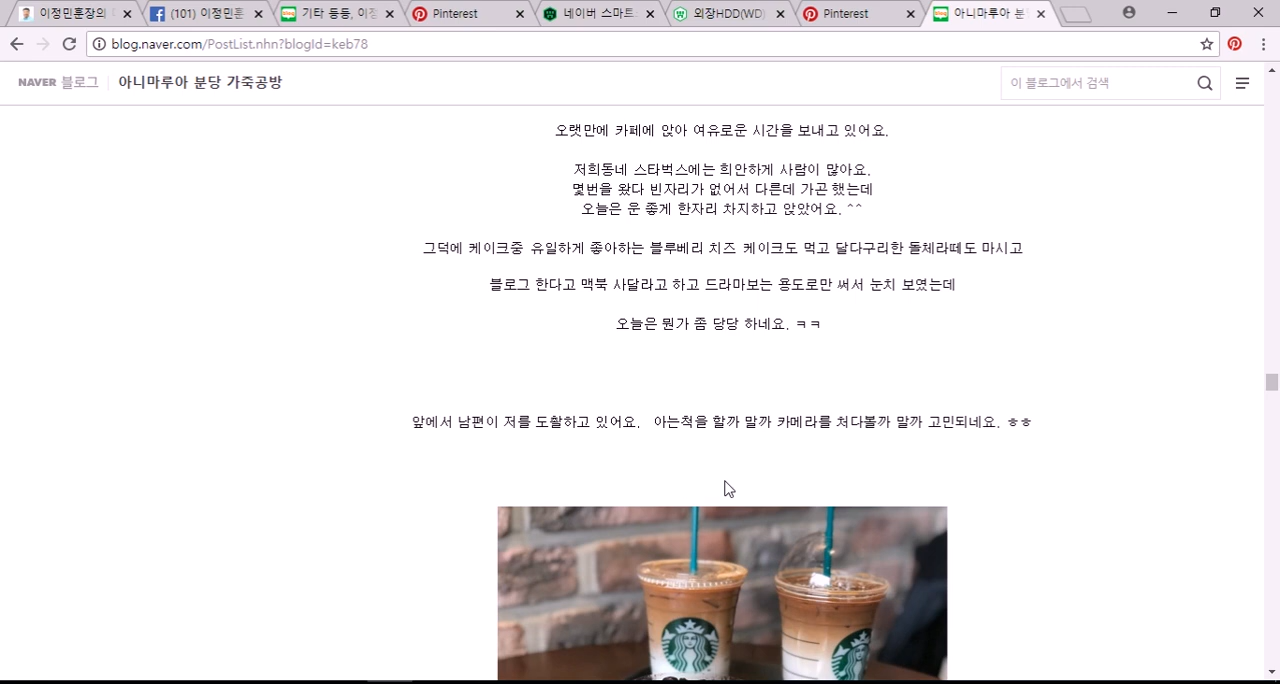 이정민훈장의
(101) 이정민훈
기타 등등, 이정
Pinterest
네이버 스마트
외장HDD(WD)
Pinterest
아니마루아 분
blog.naver.com/PostList.nhn?blogId=keb78
NAVER 블로그 아니마루아 분당 가죽공방
이 블로그에서 검색
오랫만에 카페에 앉아 여유로운 시간을 보내고 있어요.
저희동네 스타벅스에는 희안하게 사람이 많아요.
몇번을 왔다 빈자리가 없어서 다른데 가곤 했는데
오늘은 운 좋게 한자리 차지하고 앉았어요. ^^
그덕에 케이크중 유일하게 좋아하는 블루베리 치즈 케이크도 먹고 달다구리한 돌체라떼도 마시고
블로그 한다고 맥북 사달라고 하고 드라마보는 용도로만 써서 눈치 보였는데
오늘은 뭔가 좀 당당 하네요. ㅋㅋ
앞에서 남편이 저를 도촬하고 있어요. 아는척을 할까 말까 카메라를 쳐다볼까 말까 고민되네요. ㅎㅎ